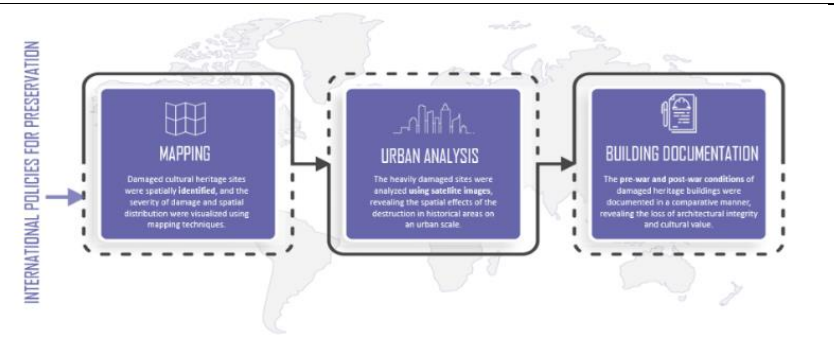 INTERNATIONAL POLICIES FOR PRESERVATION
MAPPING
Damaged cultural heritage sites
were spatially identified, and the
severity of damage and spatial
distribution were visualized using
mapping techniques.
URBAN ANALYSIS
The heavily damaged sites were
analyzed using satellite images,
revealing the spatial effects of the
destruction in historical areas on
an urban scale.
BUILDING DOCUMENTATION
The pre-war and post-war conditions of
damaged heritage buildings were
documented in a comparative manner,
revealing the loss of architectural integrity
and cultural value.